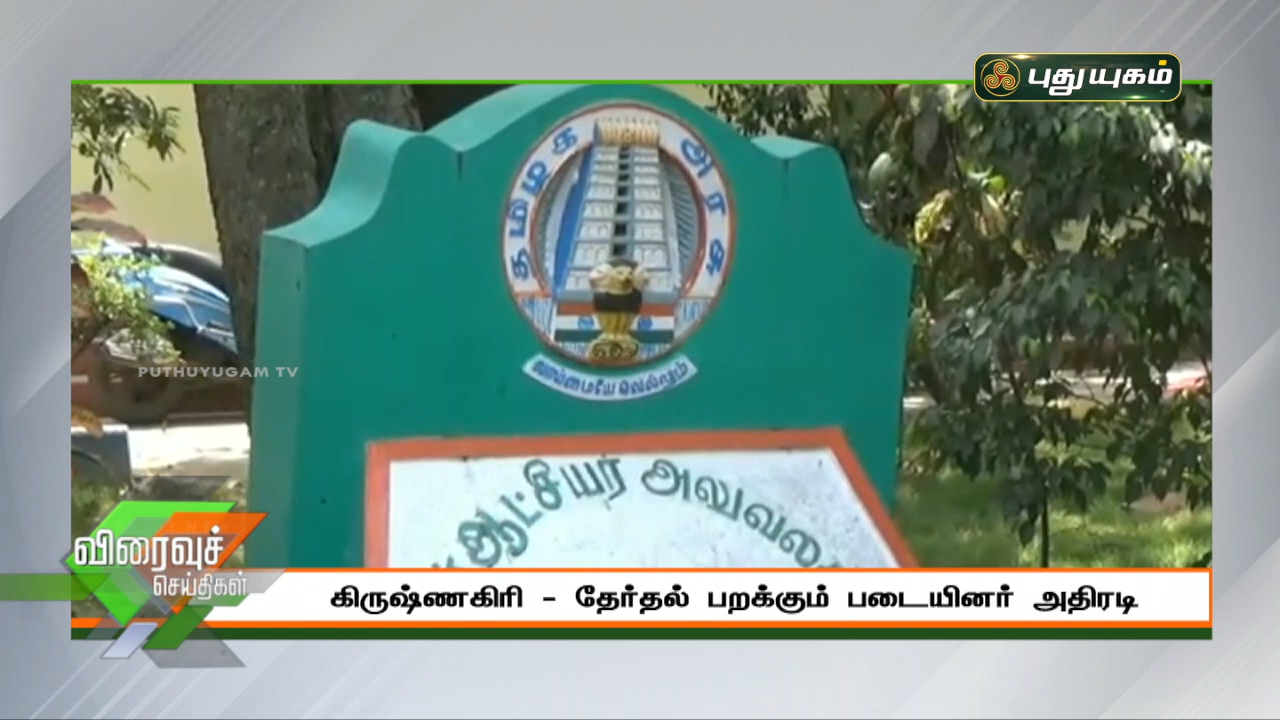 புதுயுகம்
தமிழக அரசு
வாய்மையே வெல்லும்
PUTHUYUGAM TV
ஆட்சியர் அலுவல
விரைவுச்
செய்திகள்
கிருஷ்ணகிரி - தேர்தல் பறக்கும் படையினர் அதிரடி